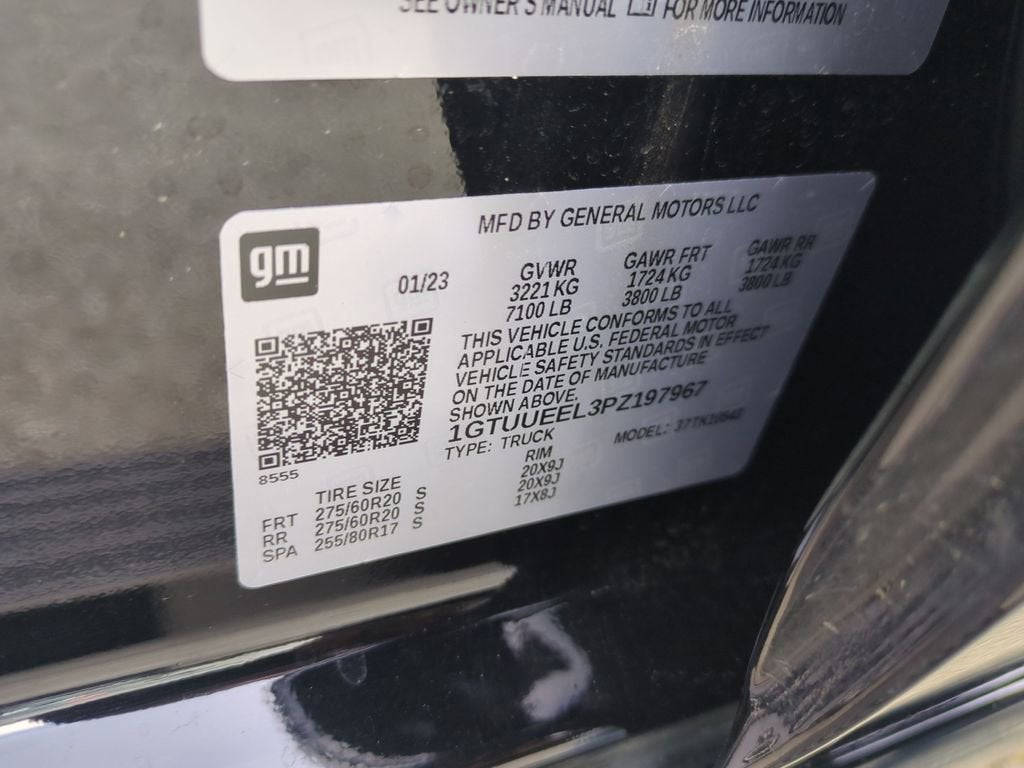 SEE OWNER'S MANUAL FOR MORE INFORMATION
gm
MFD BY GENERAL MOTORS LLC
01/23
GVWR GAWR FRT GAWR RR
3221 KG 1724 KG 1724 KG
7100 LB 3800 LB 3800 LB
THIS VEHICLE CONFORMS TO ALL
APPLICABLE U.S. FEDERAL MOTOR
VEHICLE SAFETY STANDARDS IN EFFECT
ON THE DATE OF MANUFACTURE
SHOWN ABOVE.
1GTUUEEL3PZ197967
TYPE: TRUCK MODEL:
8555
TIRE SIZE RIM
FRT 275/60R20 S 20X9J
RR 275/60R20 S 20X9J
SPA 255/80R17 S 17X8J